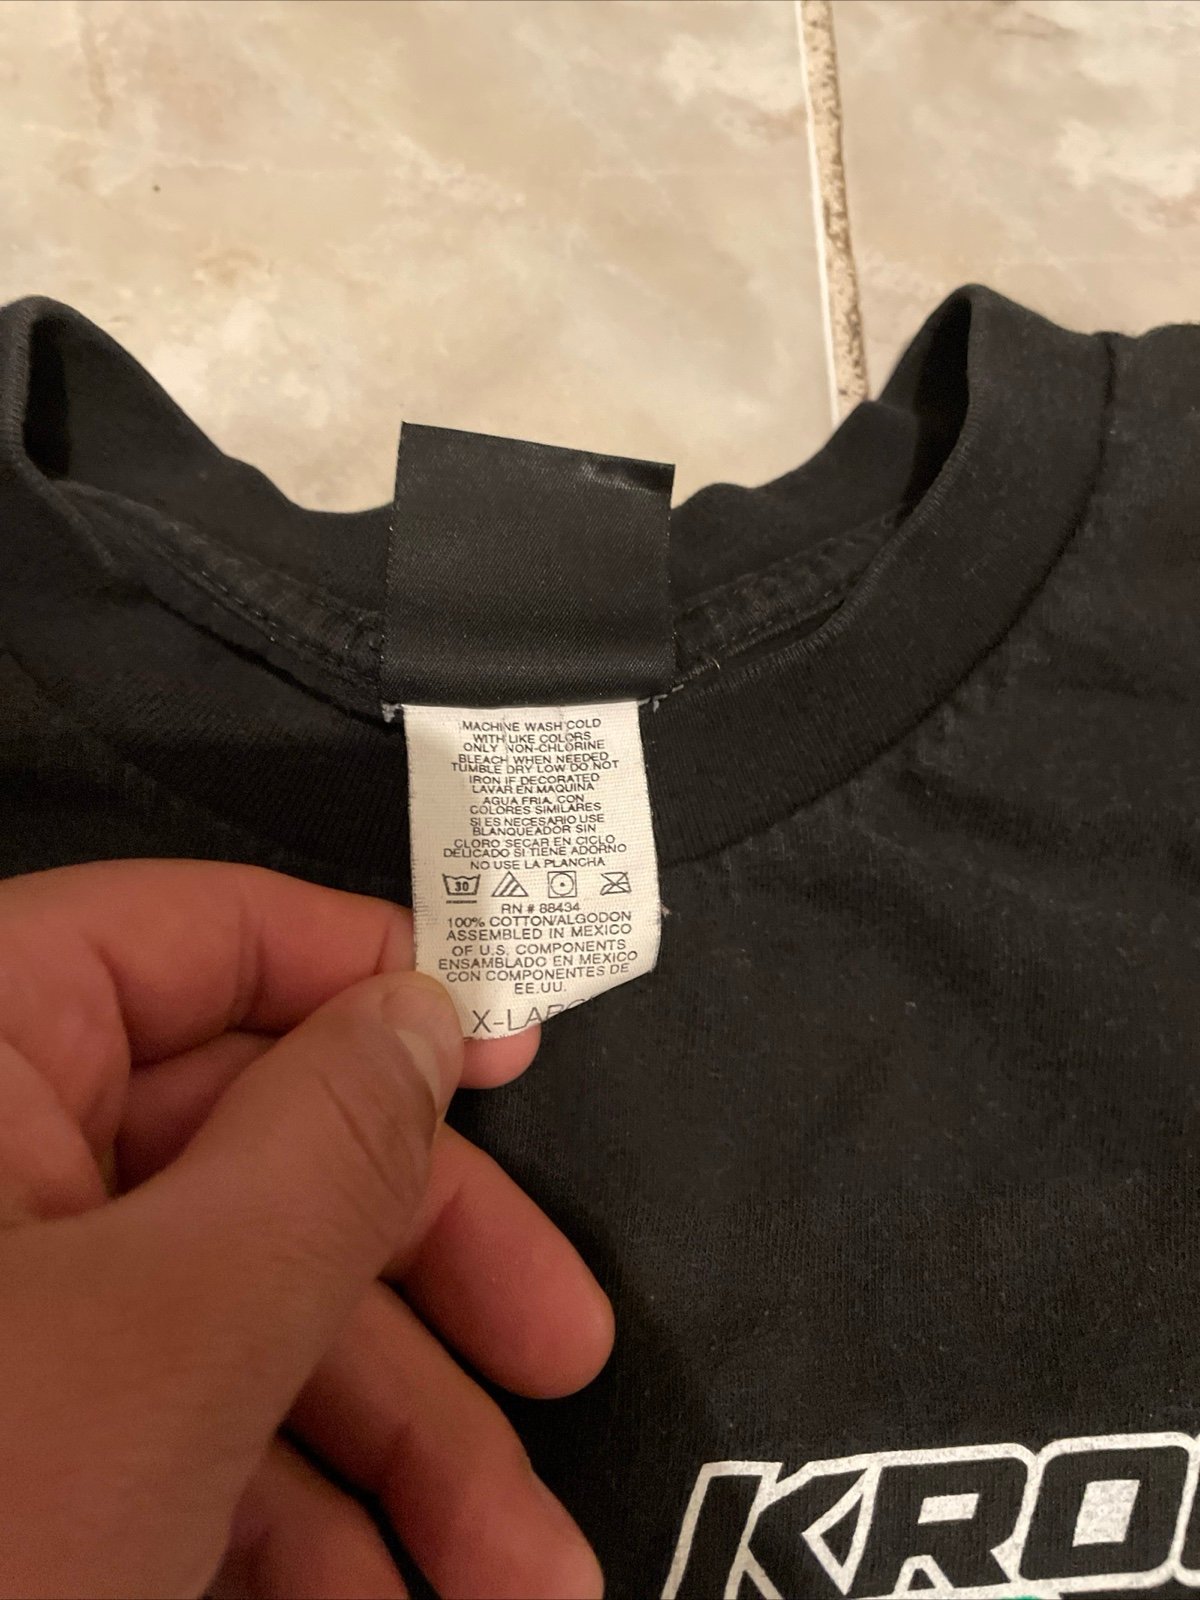 MACHINE WASH COLD
WITH LIKE COLORS
ONLY NON-CHLORINE
BLEACH WHEN NEEDED
TUMBLE DRY LOW DO NOT
IRON IF DECORATED
LAVAR EN MAQUINA
AGUA FRIA, CON
COLORES SIMILARES
SI ES NECESARIO USE
BLANQUEADOR SIN
CLORO SECAR EN CICLO
DELICADO SI TIENE ADORNO
NO USE LA PLANCHA
30
RN # 88434
100% COTTON/ALGODON
ASSEMBLED IN MEXICO
OF U.S. COMPONENTS
ENSAMBLADO EN MEXICO
CON COMPONENTES DE
EE.UU.
X-LARG
KRO